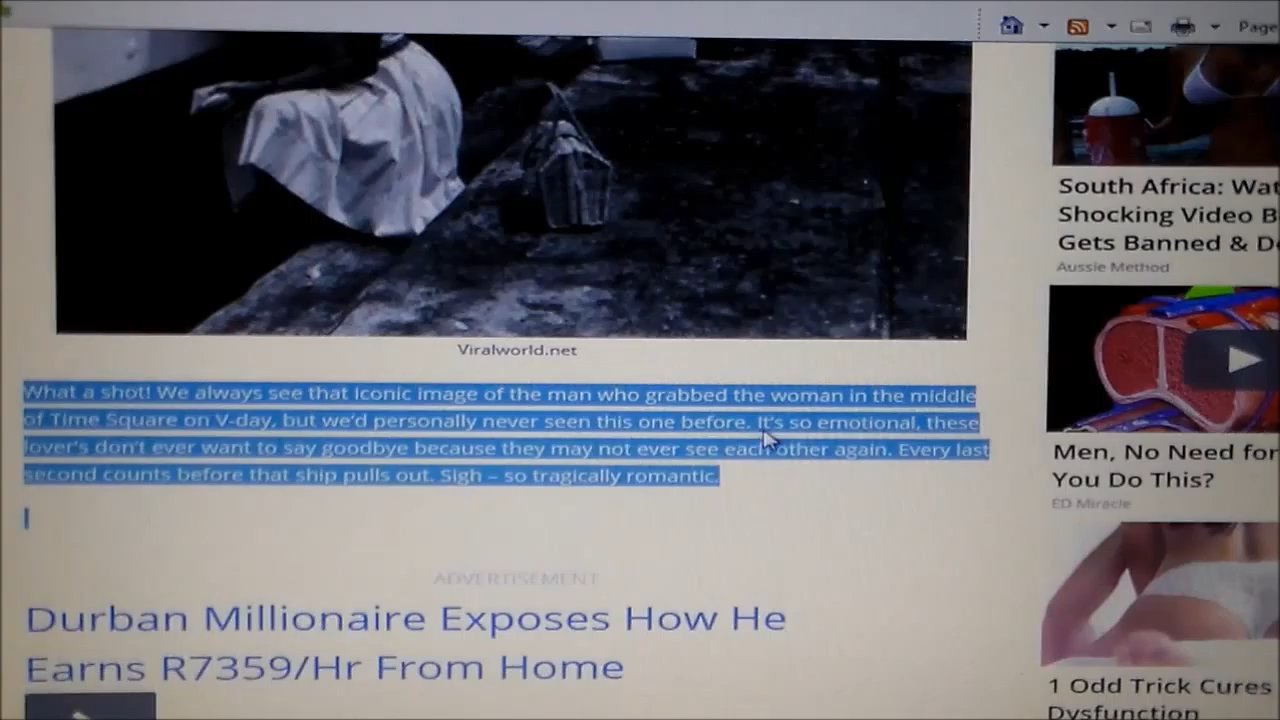 Page
South Africa: Wat
Shocking Video B
Gets Banned & D
Aussie Method
Viralworld.net
What a shot! We always see that iconic image of the man who grabbed the woman in the middle
of Time Square on V-day, but we'd personally never seen this one before. It's so emotional, these
lover's don't ever want to say goodbye because they may not ever see each other again. Every last
second counts before that ship pulls out. Sigh – so tragically romantic.
Men, No Need for
You Do This?
ED Miracle
ADVERTISEMENT
Durban Millionaire Exposes How He
Earns R7359/Hr From Home
1 Odd Trick Cures
Dysfunction